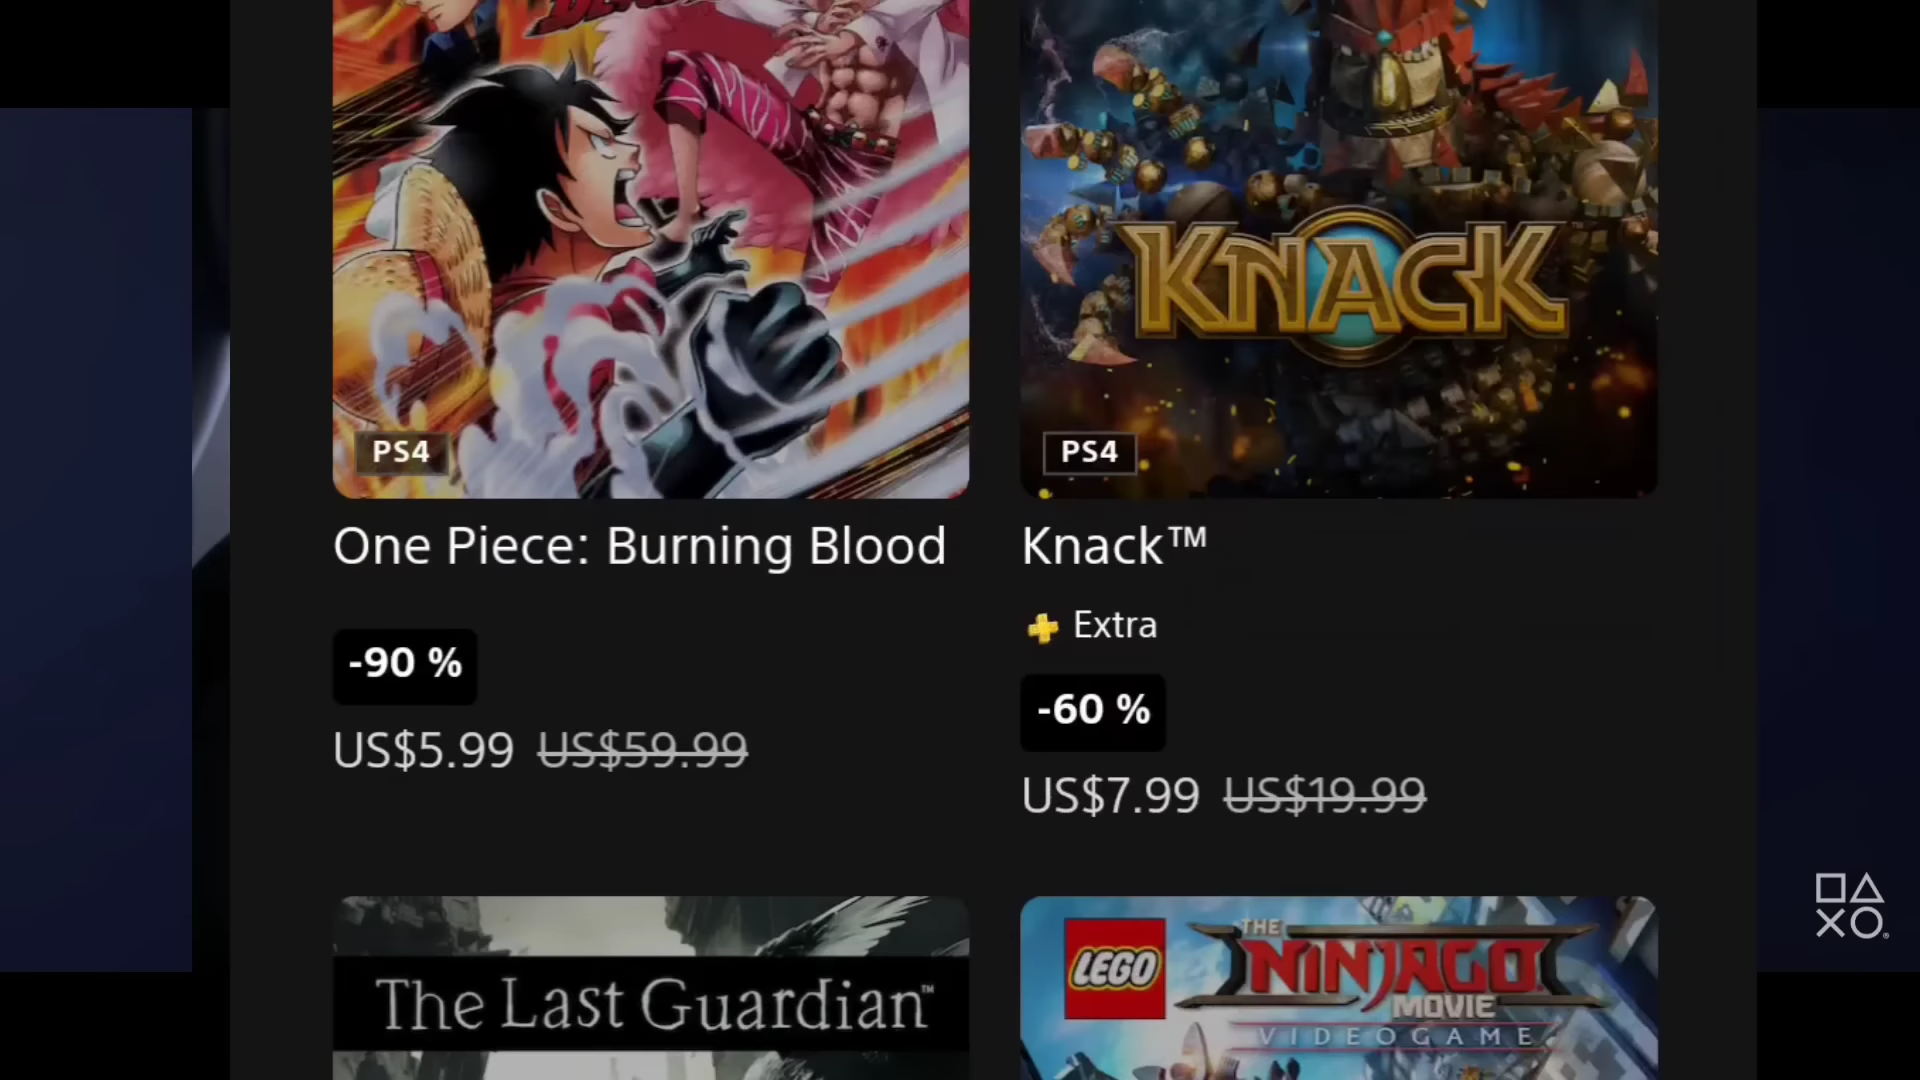 PS4
One Piece: Burning Blood
-90 %
US$5.99 US$59.99
KNACK
PS4
Knack™
Extra
-60 %
US$7.99 US$19.99
The Last Guardian™
LEGO
THE
NINJAGO
MOVIE
VIDEOGAME